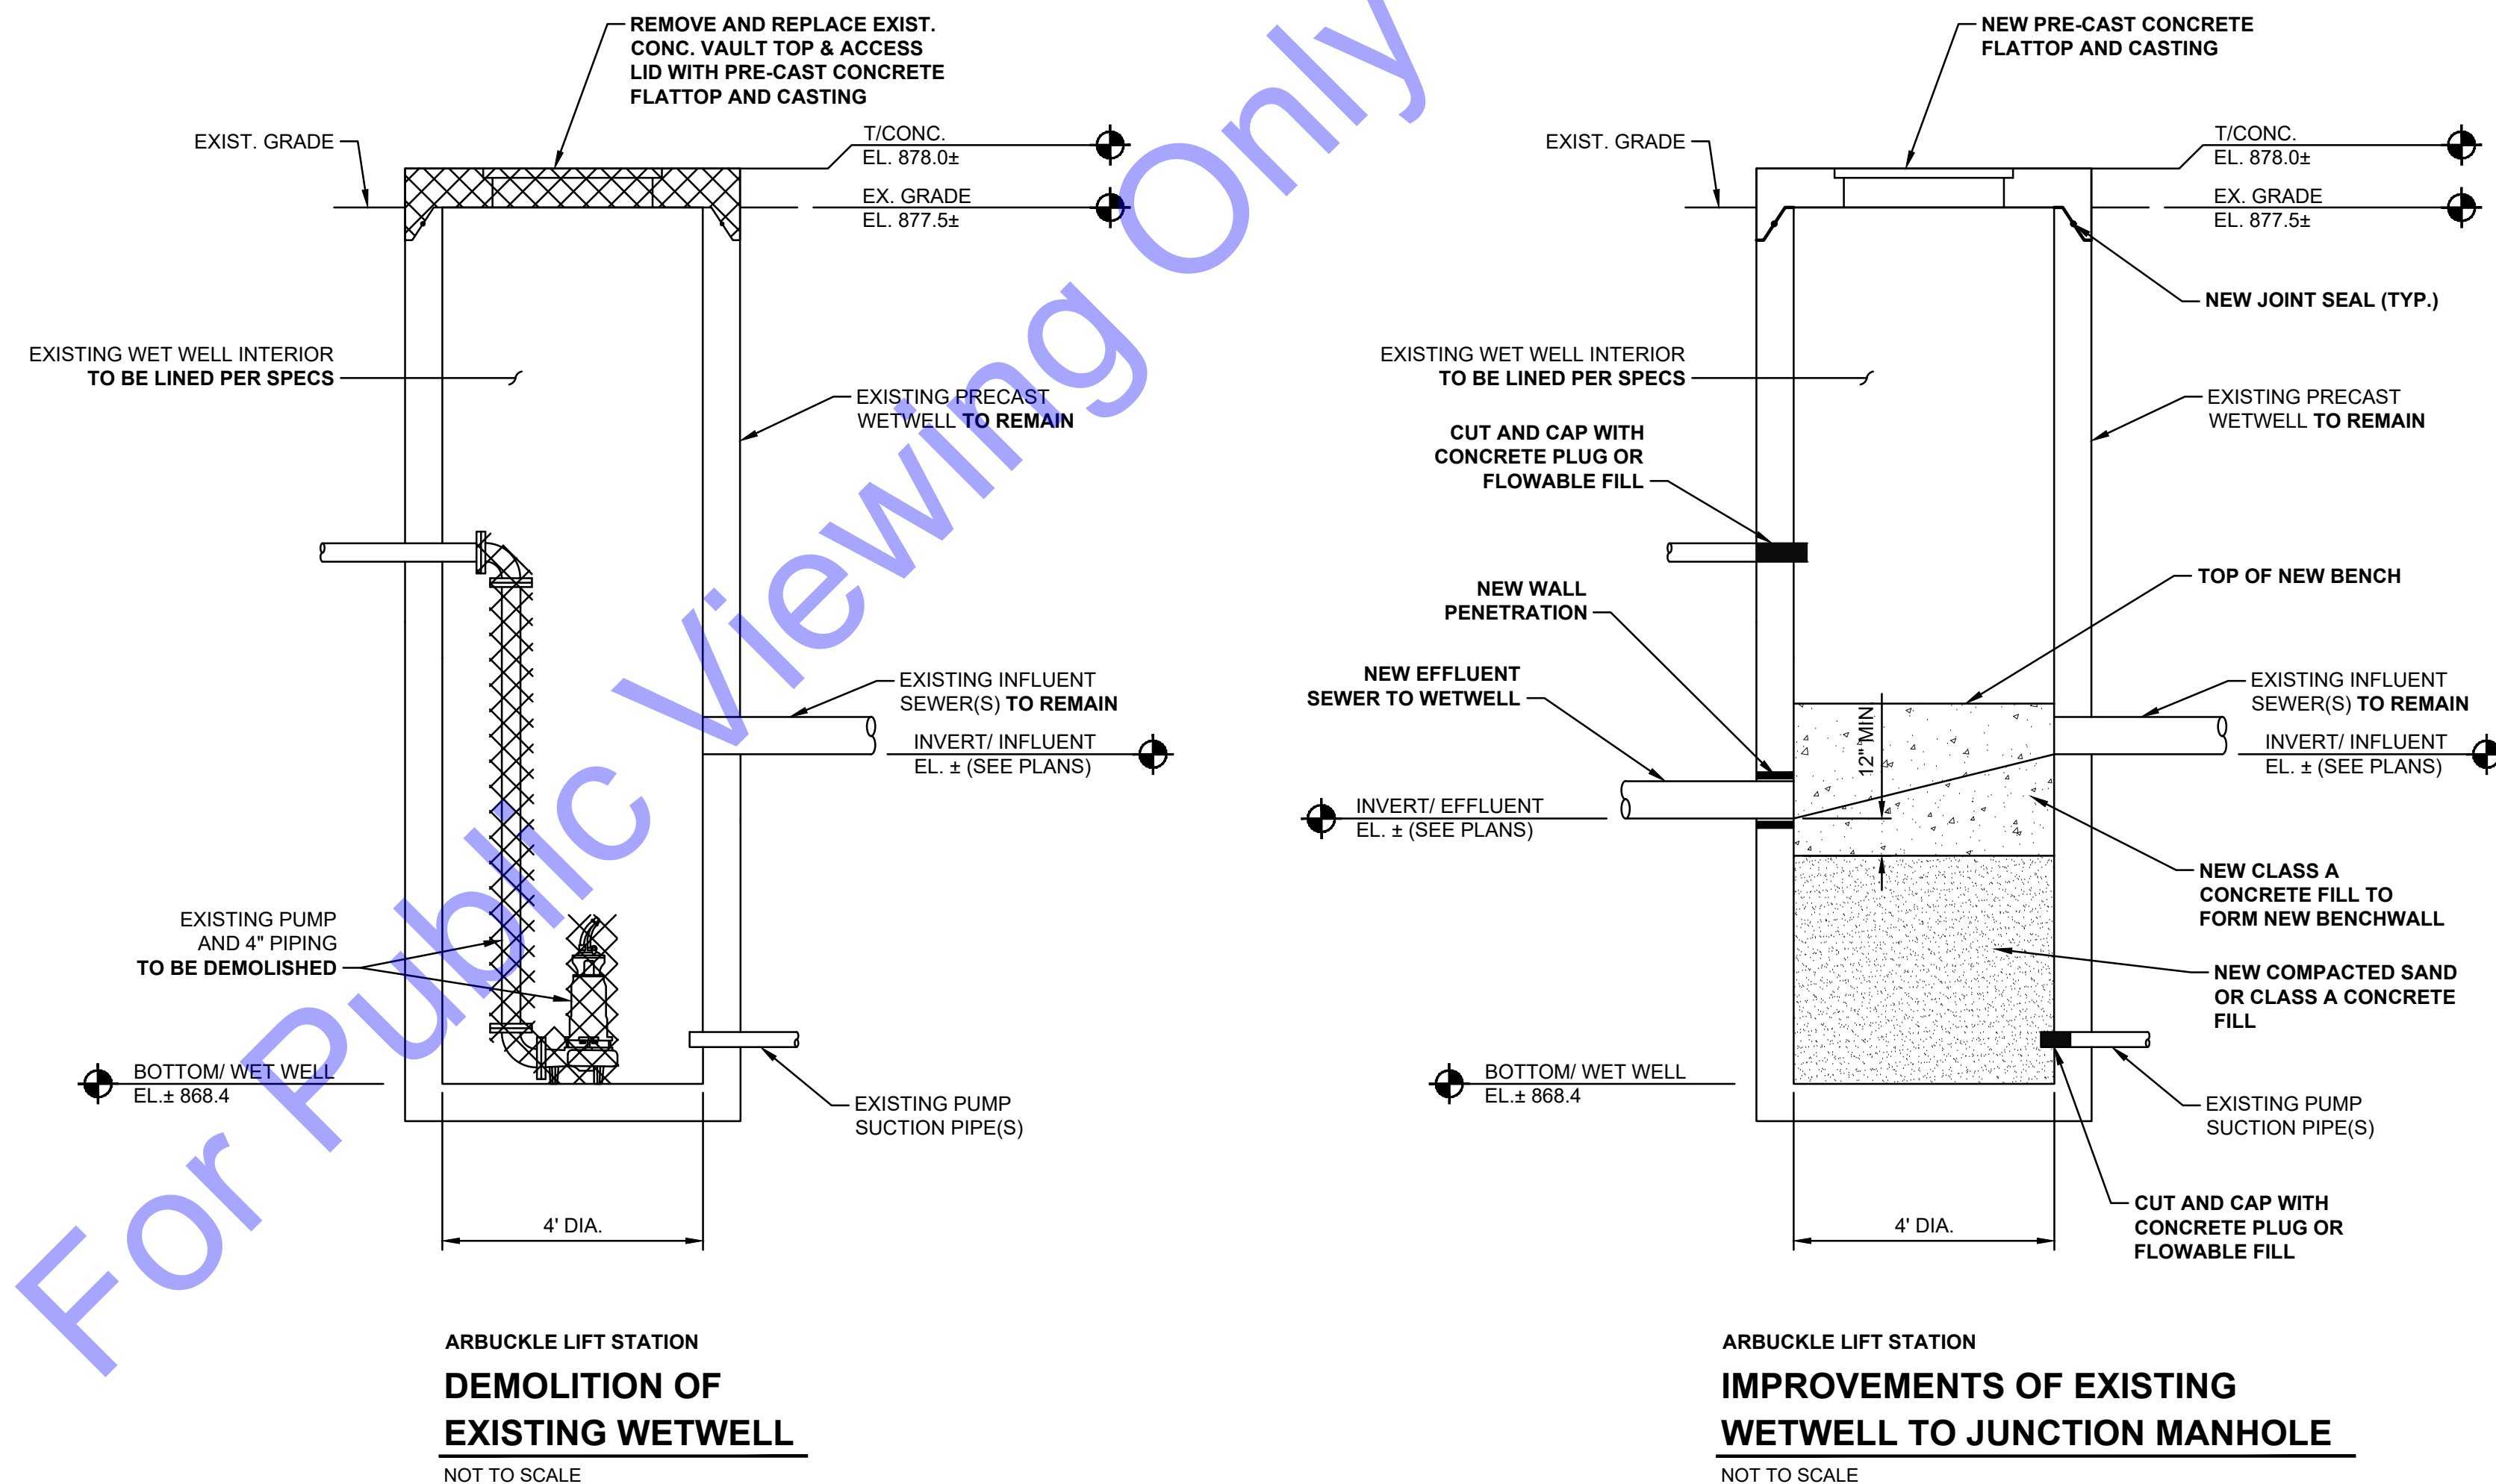 REMOVE AND REPLACE EXIST.
CONC. VAULT TOP & ACCESS
LID WITH PRE-CAST CONCRETE
FLATTOP AND CASTING
EXIST. GRADE
T/CONC.
EL. 878.0±
EX. GRADE
EL. 877.5±
EXISTING WET WELL INTERIOR
TO BE LINED PER SPECS
EXISTING PRECAST
WETWELL TO REMAIN
EXISTING INFLUENT
SEWER(S) TO REMAIN
INVERT/ INFLUENT
EL. ± (SEE PLANS)
EXISTING PUMP
AND 4" PIPING
TO BE DEMOLISHED
BOTTOM/ WET WELL
EL.± 868.4
EXISTING PUMP
SUCTION PIPE(S)
4' DIA.
ARBUCKLE LIFT STATION
DEMOLITION OF
EXISTING WETWELL
NOT TO SCALE
NEW PRE-CAST CONCRETE
FLATTOP AND CASTING
EXIST. GRADE
T/CONC.
EL. 878.0±
EX. GRADE
EL. 877.5±
NEW JOINT SEAL (TYP.)
EXISTING WET WELL INTERIOR
TO BE LINED PER SPECS
EXISTING PRECAST
WETWELL TO REMAIN
CUT AND CAP WITH
CONCRETE PLUG OR
FLOWABLE FILL
NEW WALL
PENETRATION
TOP OF NEW BENCH
NEW EFFLUENT
SEWER TO WETWELL
EXISTING INFLUENT
SEWER(S) TO REMAIN
12" MIN
INVERT/ INFLUENT
EL. ± (SEE PLANS)
INVERT/ EFFLUENT
EL. ± (SEE PLANS)
NEW CLASS A
CONCRETE FILL TO
FORM NEW BENCHWALL
NEW COMPACTED SAND
OR CLASS A CONCRETE
FILL
BOTTOM/ WET WELL
EL.± 868.4
EXISTING PUMP
SUCTION PIPE(S)
CUT AND CAP WITH
CONCRETE PLUG OR
FLOWABLE FILL
4' DIA.
ARBUCKLE LIFT STATION
IMPROVEMENTS OF EXISTING
WETWELL TO JUNCTION MANHOLE
NOT TO SCALE
For Public Viewing Only